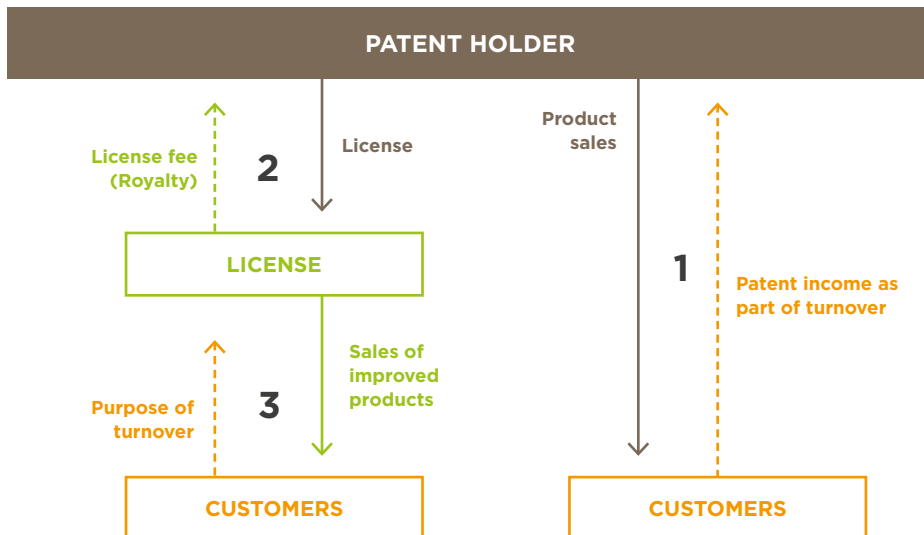 PATENT HOLDER
License fee
(Royalty)
2
License
LICENSE
Purpose of
turnover
3
Sales of
improved
products
CUSTOMERS
Product
sales
1
Patent income as
part of turnover
CUSTOMERS